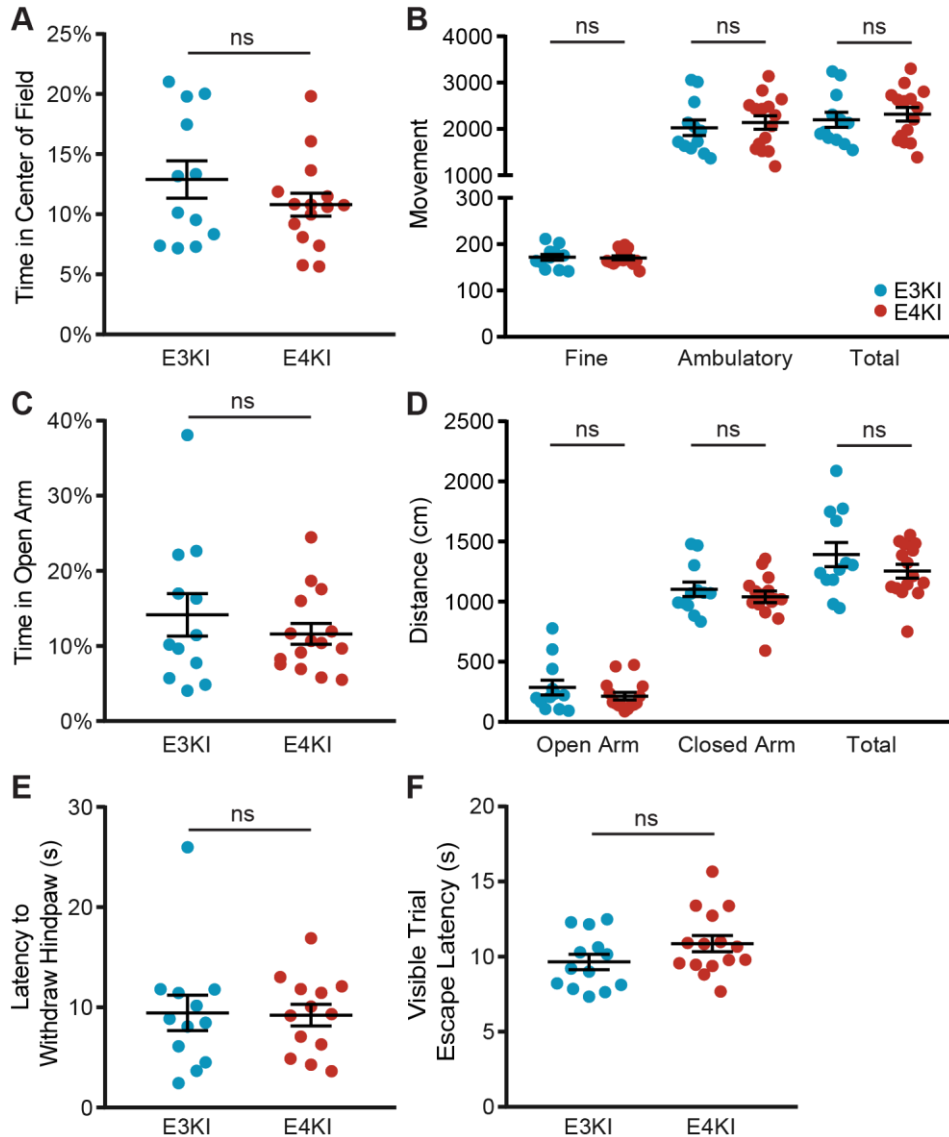 A
25%
20%
15%
10%
5%
0%
Time in Center of Field
ns
E3KI
E4KI
B
4000
3000
2000
1000
300
200
100
0
Movement
ns
ns
ns
E3KI
E4KI
Fine
Ambulatory
Total
C
40%
30%
20%
10%
0%
Time in Open Arm
ns
E3KI
E4KI
D
2500
2000
1500
1000
500
0
Distance (cm)
ns
ns
ns
Open Arm
Closed Arm
Total
E
30
20
10
0
Latency to
Withdraw Hindpaw (s)
ns
E3KI
E4KI
F
20
15
10
5
0
Visible Trial
Escape Latency (s)
ns
E3KI
E4KI